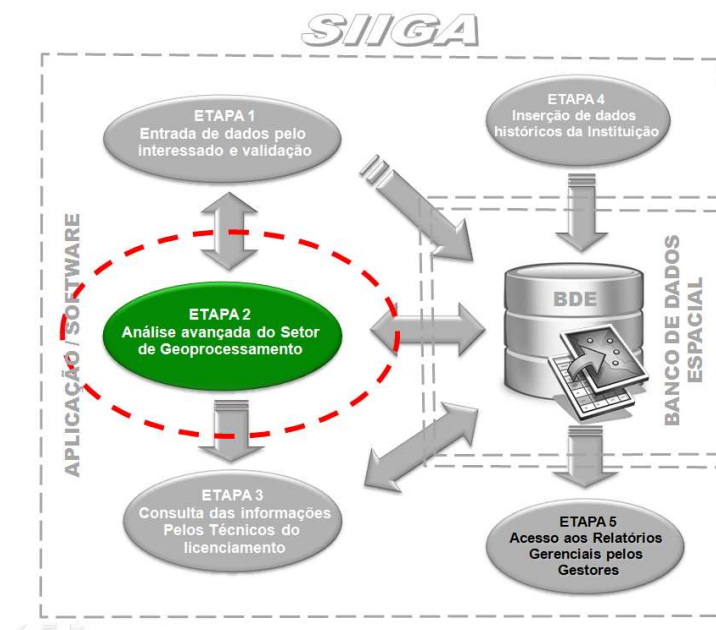 SIIGA
ETAPA 1
Entrada de dados pelo
interessado e validação
ETAPA 4
Inserção de dados
históricos da Instituição
APLICAÇÃO / SOFTWARE
ETAPA 2
Análise avançada do Setor
de Geoprocessamento
BDE
BANCO DE DADOS
ESPACIAL
ETAPA 3
Consulta das informações
Pelos Técnicos do
licenciamento
ETAPA 5
Acesso aos Relatórios
Gerenciais pelos
Gestores